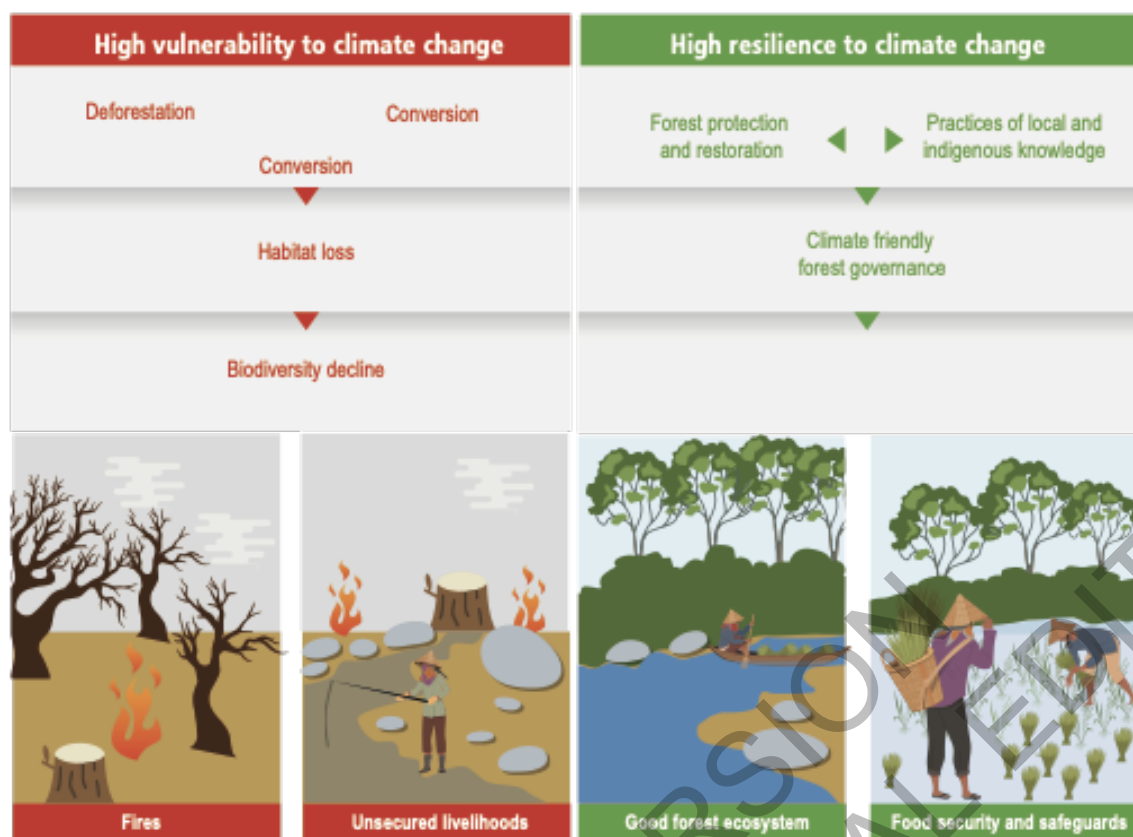 High vulnerability to climate change
Deforestation
Conversion
Conversion
Habitat loss
Biodiversity decline
Fires
Unsecured livelihoods
High resilience to climate change
Forest protection
and restoration
Practices of local and
indigenous knowledge
Climate friendly
forest governance
Good forest ecosystem
Food security and safeguards